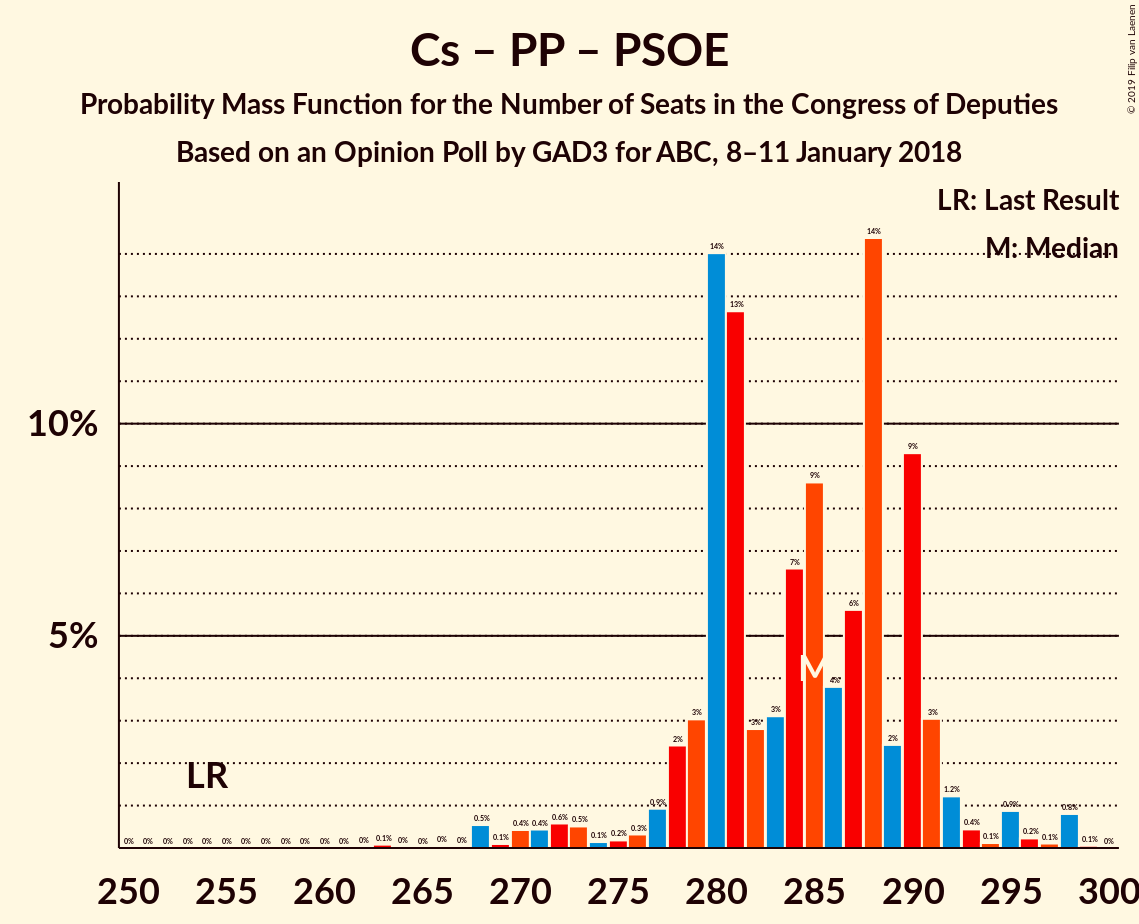 Cs – PP – PSOE
Probability Mass Function for the Number of Seats in the Congress of Deputies
Based on an Opinion Poll by GAD3 for ABC, 8–11 January 2018
© 2019 Filip van Laenen
LR: Last Result
M: Median
10%
5%
LR
M
0% 0% 0% 0% 0% 0% 0% 0% 0% 0% 0% 0% 0% 0.1% 0% 0% 0% 0% 0.5% 0.1% 0.4% 0.4% 0.6% 0.5% 0.1% 0.2% 0.3% 0.9% 2% 3% 14% 13% 3% 3% 7% 9% 4% 6% 14% 2% 9% 3% 1.2% 0.4% 0.1% 0.9% 0.2% 0.1% 0.8% 0.1% 0%
250 255 260 265 270 275 280 285 290 295 300